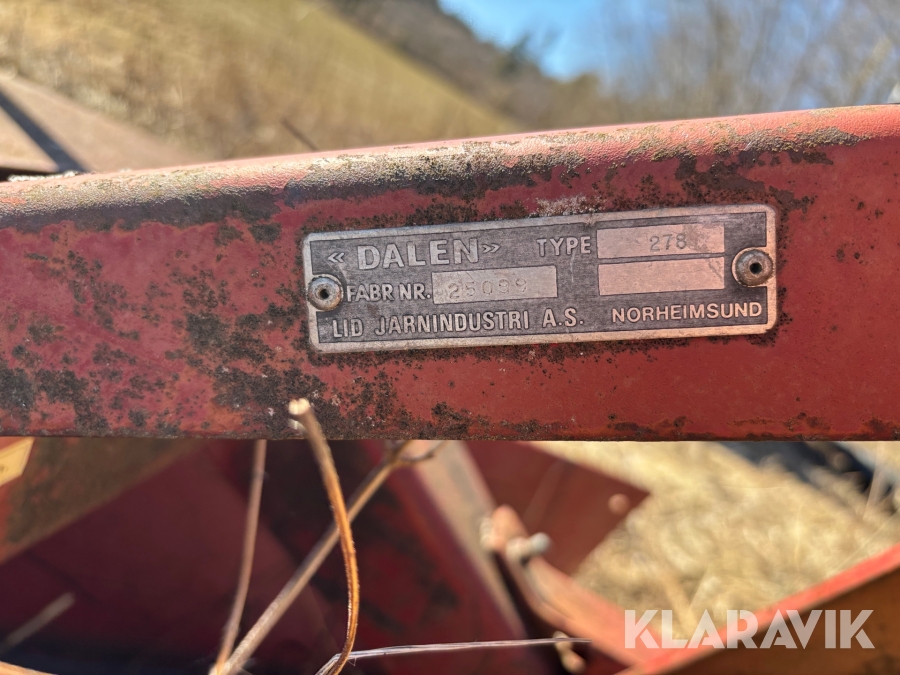 « DALEN » TYPE 278
FABR NR. 25099
LID JARNINDUSTRI A.S. NORHEIMSUND
KLARAVIK